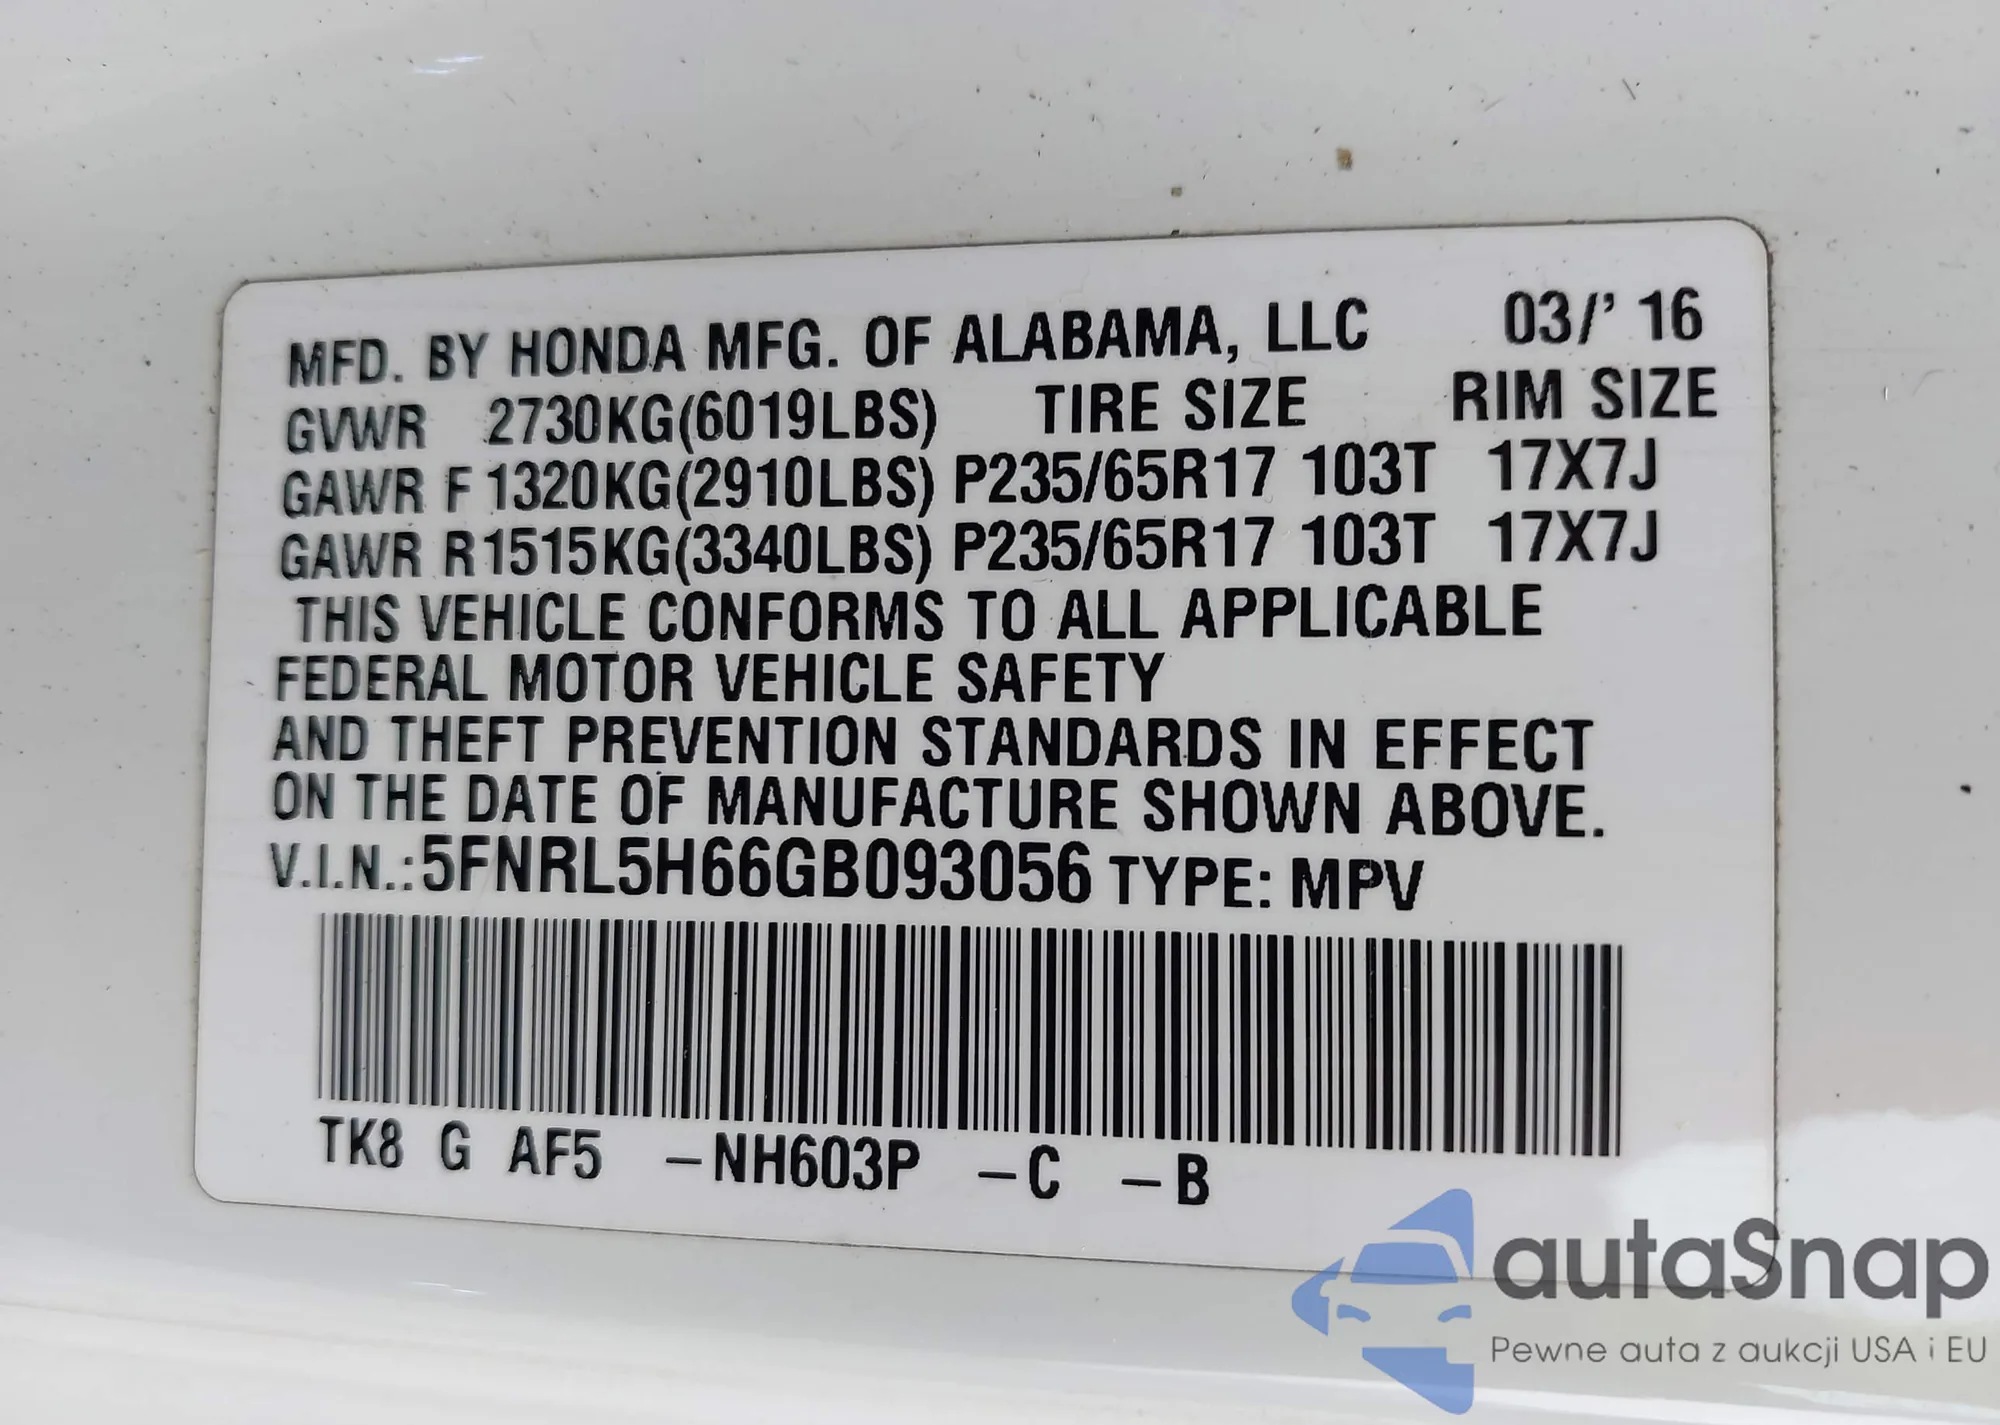 MFD. BY HONDA MFG. OF ALABAMA, LLC 03/' 16
GVWR 2730KG(6019LBS) TIRE SIZE RIM SIZE
GAWR F 1320KG(2910LBS) P235/65R17 103T 17X7J
GAWR R1515KG(3340LBS) P235/65R17 103T 17X7J
THIS VEHICLE CONFORMS TO ALL APPLICABLE
FEDERAL MOTOR VEHICLE SAFETY
AND THEFT PREVENTION STANDARDS IN EFFECT
ON THE DATE OF MANUFACTURE SHOWN ABOVE.
V.I.N.:5FNRL5H66GB093056 TYPE: MPV
TK8 G AF5 –NH603P –C –B
autaSnap
Pewne auta z aukcji USA i EU